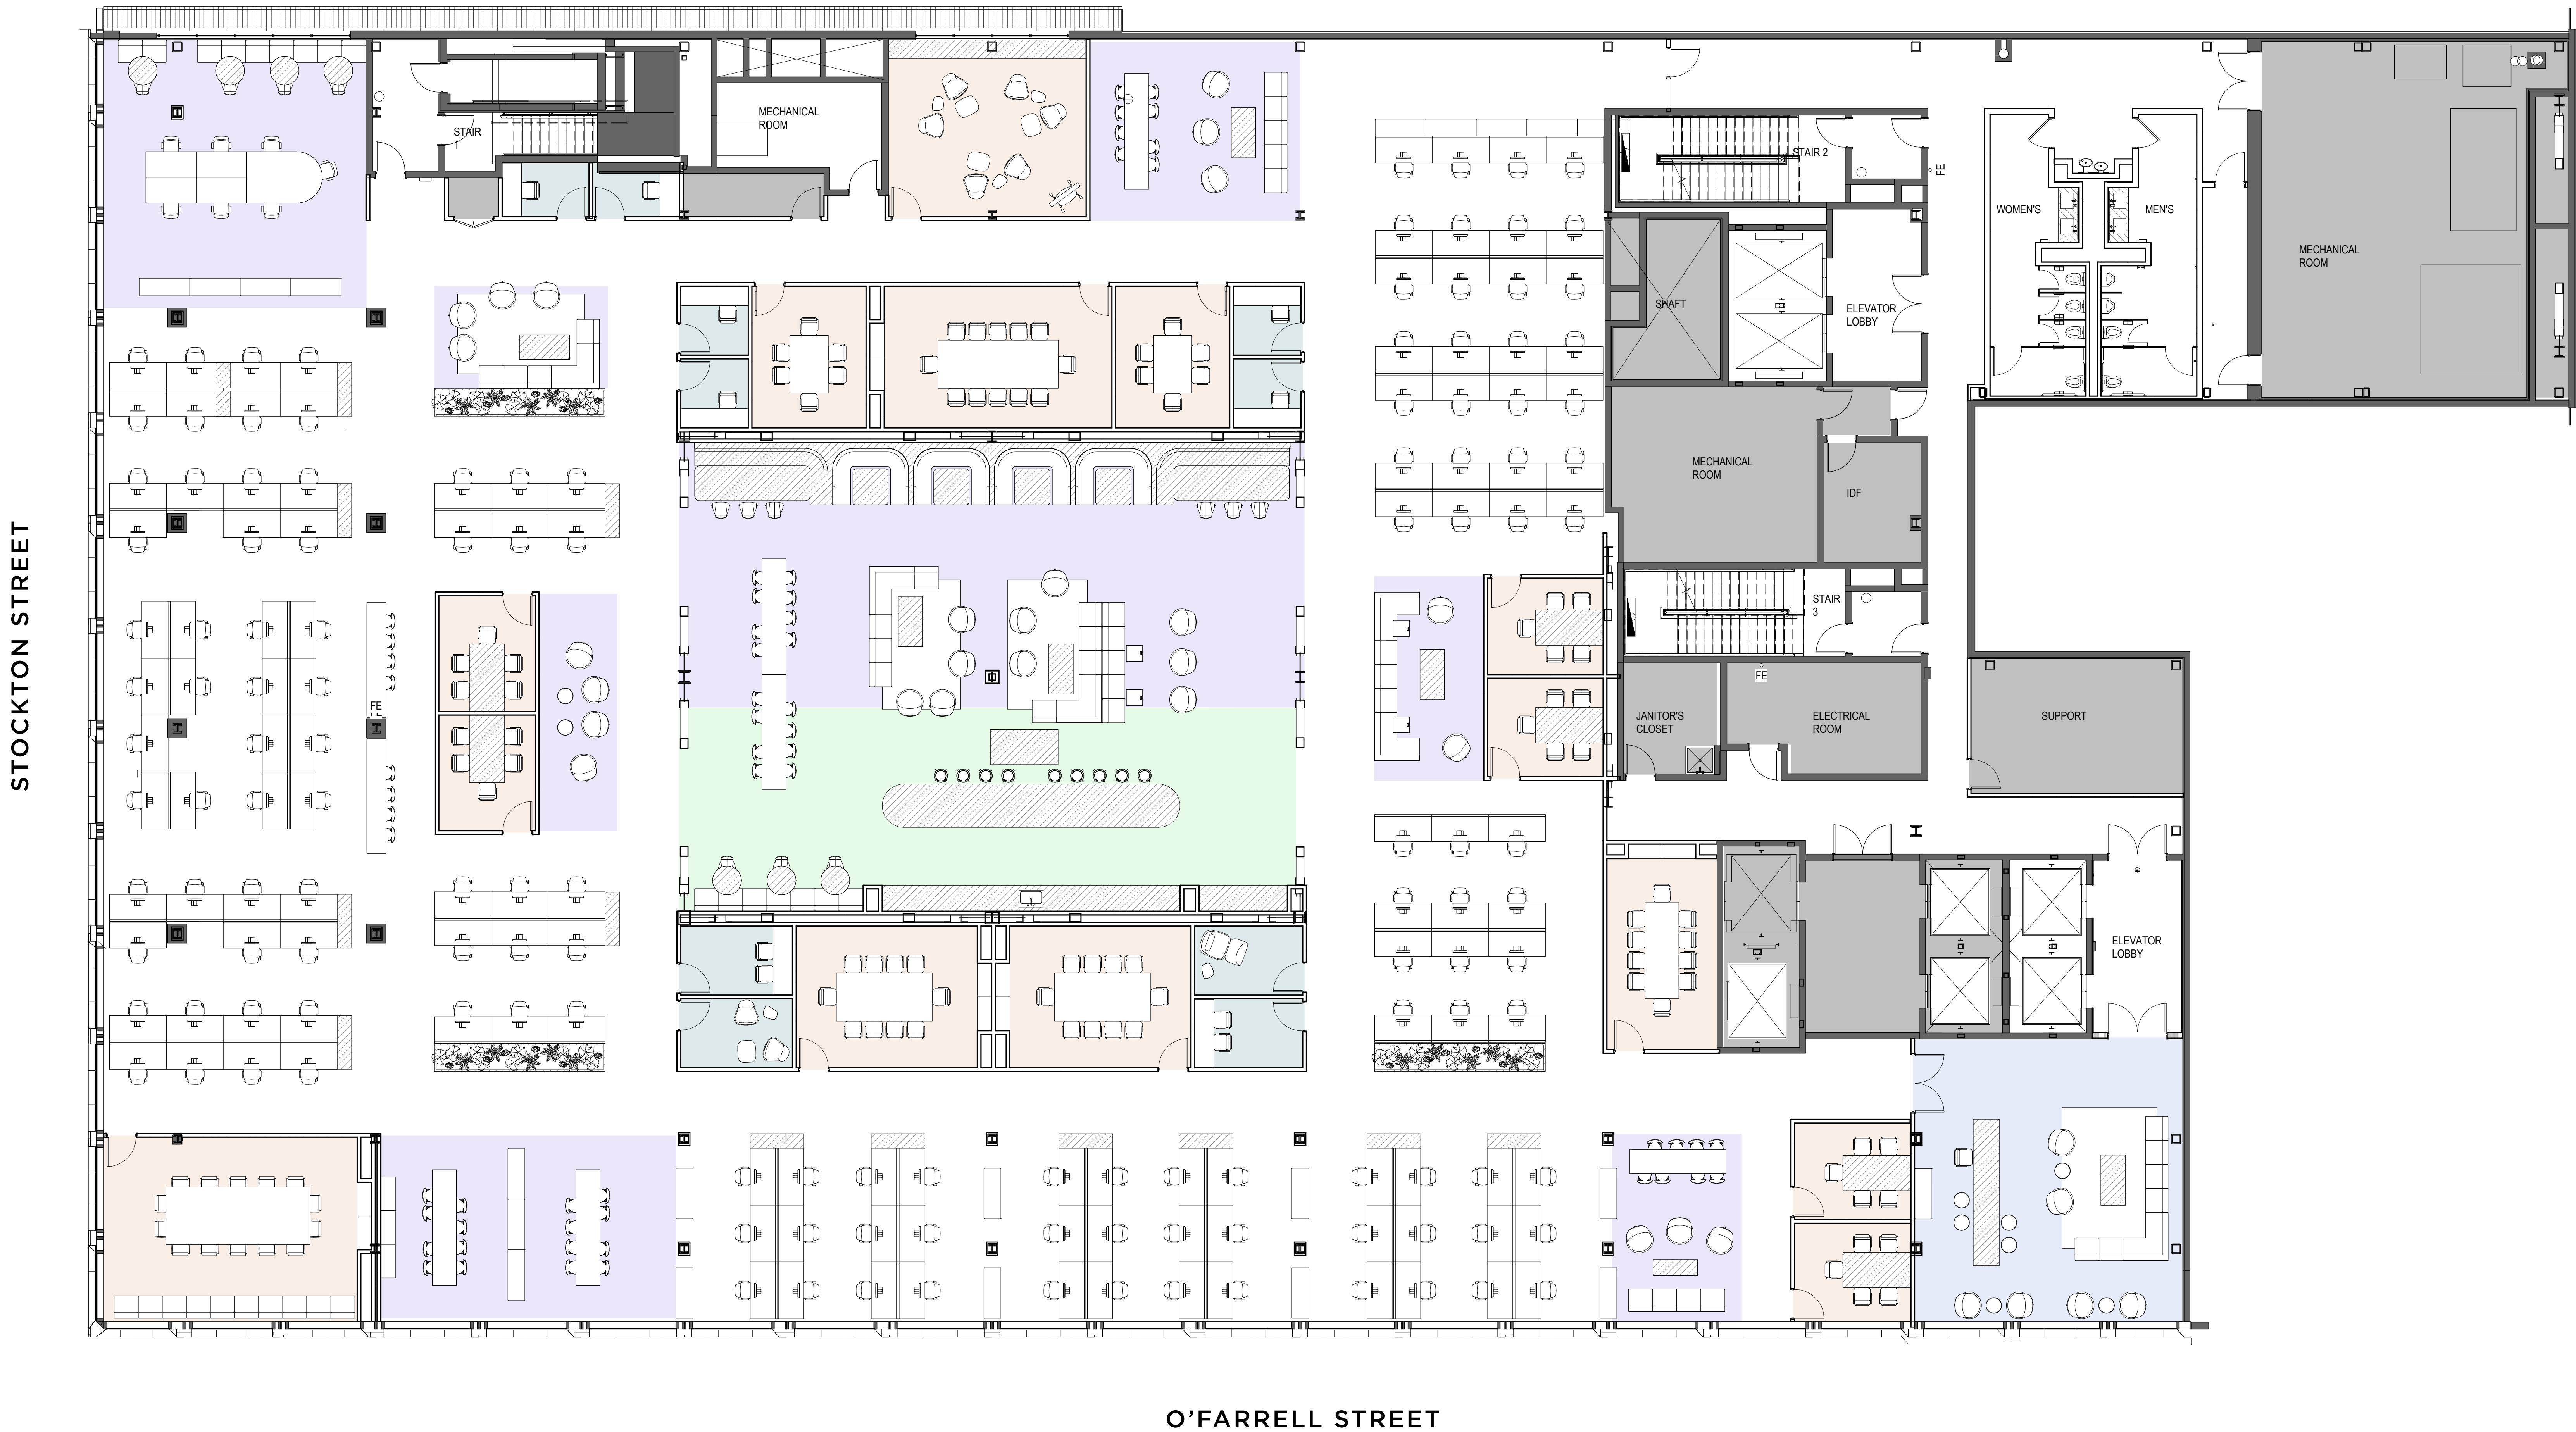 MECHANICAL
ROOM
STAIR
1
STAIR 2
FE
WOMEN'S
MEN'S
MECHANICAL
ROOM
SHAFT
ELEVATOR
LOBBY
MECHANICAL
ROOM
IDF
STAIR
3
FE
FE
JANITOR'S
CLOSET
ELECTRICAL
ROOM
SUPPORT
ELEVATOR
LOBBY
STOCKTON STREET
O'FARRELL STREET